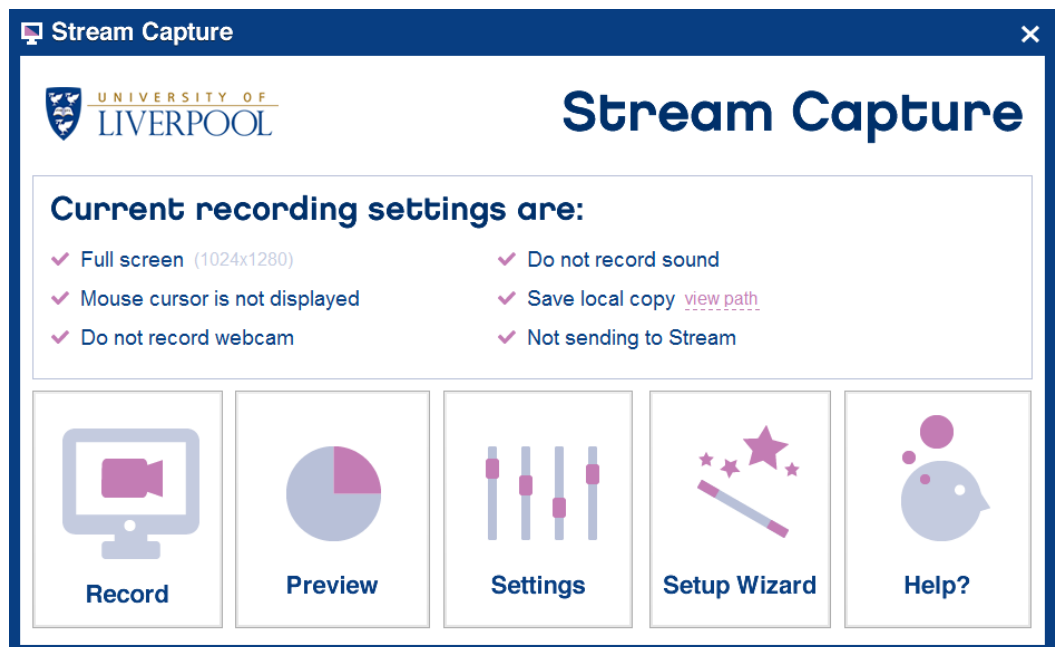 Stream Capture
UNIVERSITY OF
LIVERPOOL
Stream Capture
Current recording settings are:
Full screen (1024x1280)
Mouse cursor is not displayed
Do not record webcam
Do not record sound
Save local copy view path
Not sending to Stream
Record
Preview
Settings
Setup Wizard
Help?